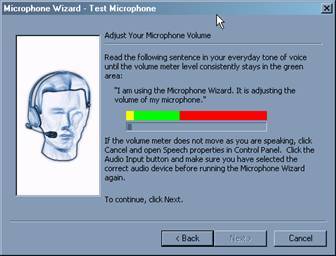 Microphone Wizard - Test Microphone
Adjust Your Microphone Volume
Read the following sentence in your everyday tone of voice
until the volume meter level consistently stays in the green
area:
"I am using the Microphone Wizard. It is adjusting the
volume of my microphone."
If the volume meter does not move as you are speaking, click
Cancel and open Speech properties in Control Panel.  Click the
Audio Input button and make sure you have selected the
correct audio device before running the Microphone Wizard
again.
To continue, click Next.
< Back
Next >
Cancel